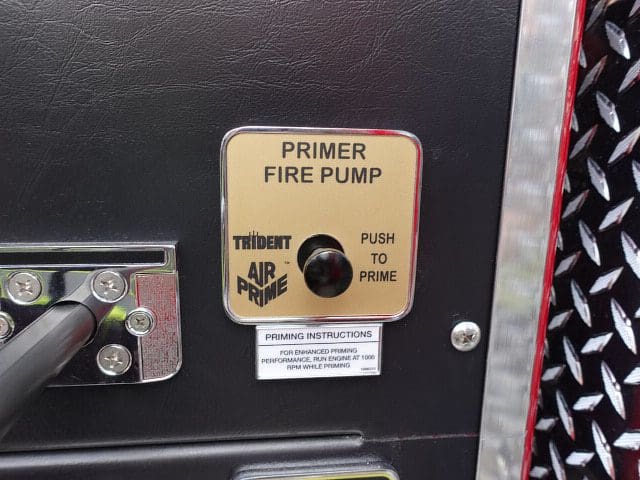 PRIMER
FIRE PUMP
TRIDENT
AIR
PRIME
™
PUSH
TO
PRIME
PRIMING INSTRUCTIONS
FOR ENHANCED PRIMING
PERFORMANCE, RUN ENGINE AT 1000
RPM WHILE PRIMING